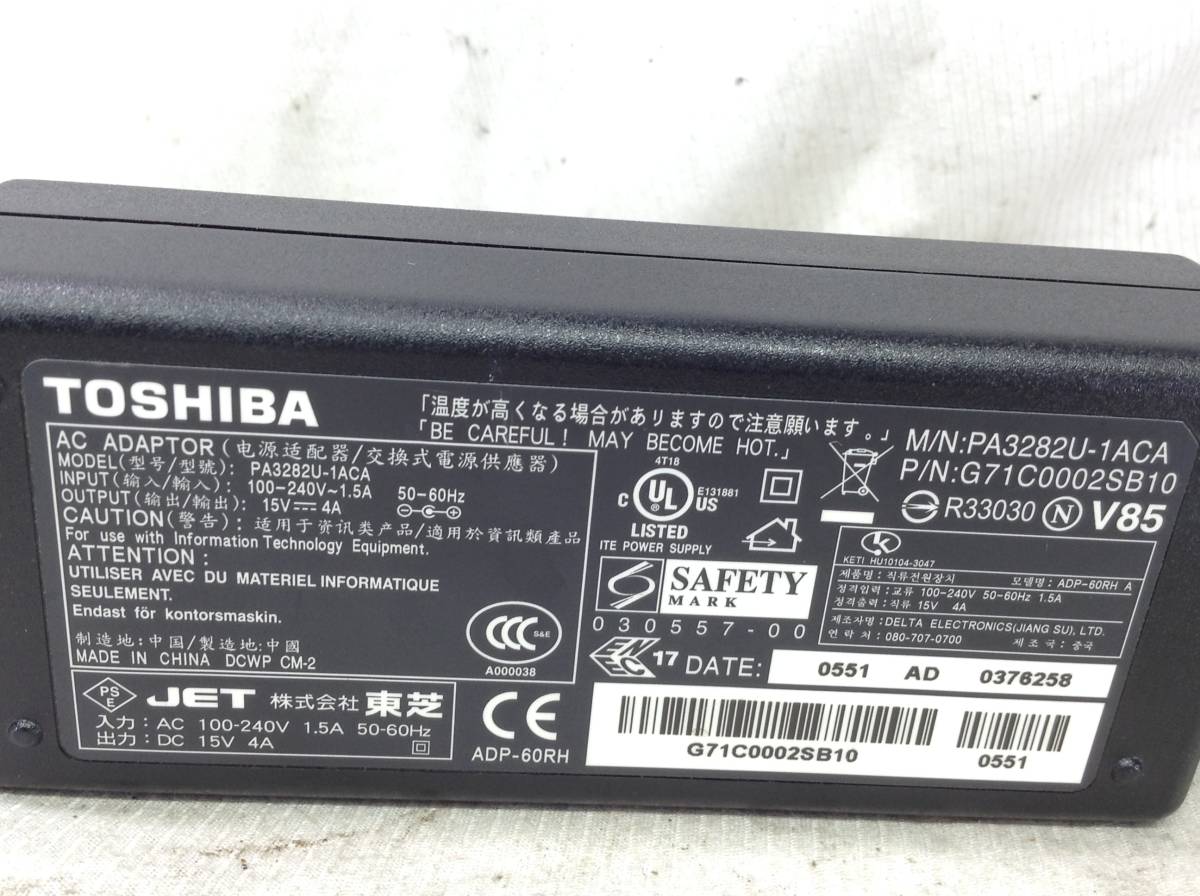 TOSHIBA
「温度が高くなる場合がありますので注意願います。」
「BE CAREFUL! MAY BECOME HOT.」
M/N:PA3282U-1ACA
P/N:G71C0002SB10
R33030 N V85
AC ADAPTOR (电源适配器/交換式電源供應器)
MODEL(型号/型號): PA3282U-1ACA
INPUT(输入/輸入): 100-240V~1.5A 50-60Hz
OUTPUT(输出/輸出): 15V⎓4A
CAUTION(警告): 适用于资讯类产品/適用於資訊類產品
For use with Information Technology Equipment.
ATTENTION:
UTILISER AVEC DU MATERIEL INFORMATIQUE
SEULEMENT.
Endast för kontorsmaskin.
制造地:中国/製造地:中國
MADE IN CHINA DCWP CM-2
CCC S&E
A000038
4T18
C UL US E131881
LISTED
ITE POWER SUPPLY
SAFETY
MARK
030557-00
KETI HU10104-3047
제품명: 직류전원장치 모델명: ADP-60RH A
정격입력: 교류 100-240V 50-60Hz 1.5A
정격출력: 직류 15V 4A
제조자명: DELTA ELECTRONICS(JIANG SU), LTD.
연락처: 080-707-0700 제조국: 중국
17 DATE: 0551 AD 0376258
PS E JET 株式会社 東芝
入力: AC 100-240V 1.5A 50-60Hz
出力: DC 15V 4A
CE
ADP-60RH
G71C0002SB10
0551